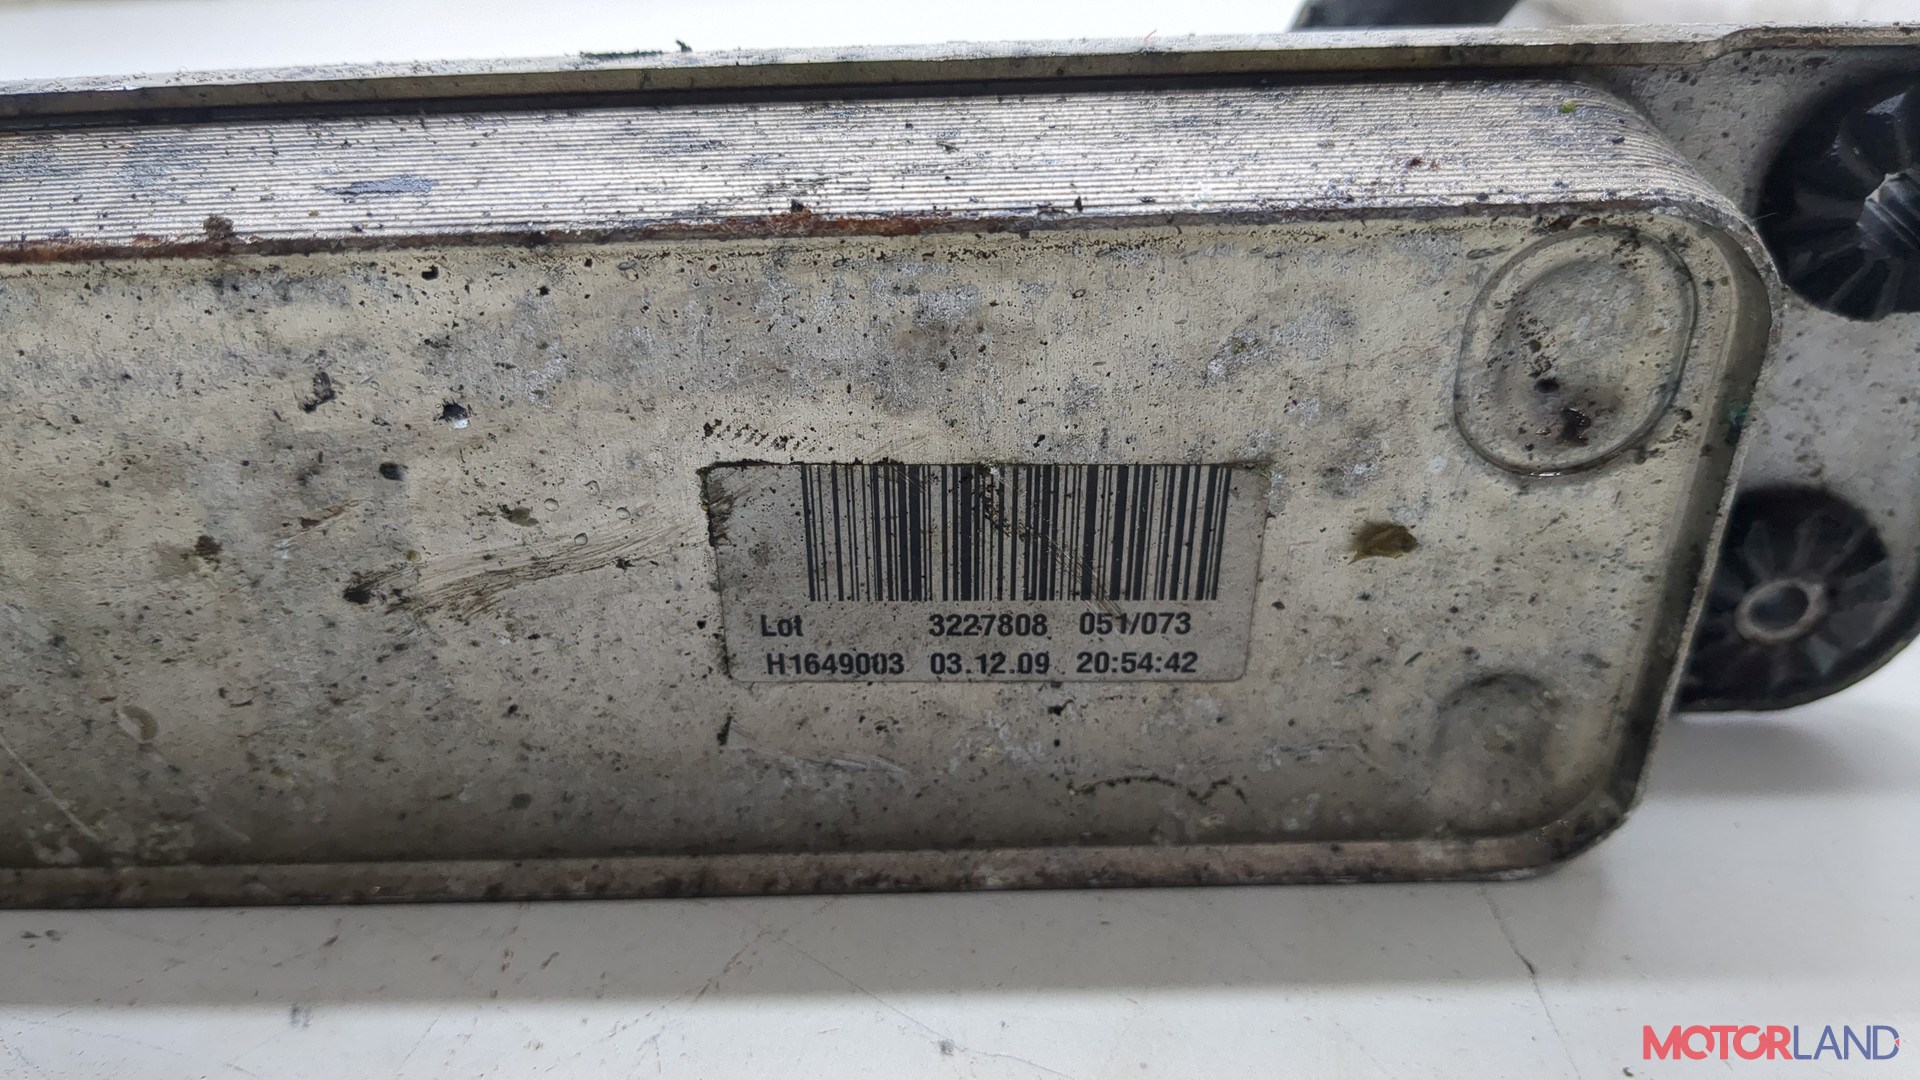 Lot 3227808 051/073
H1649003 03.12.09 20:54:42
MOTORLAND